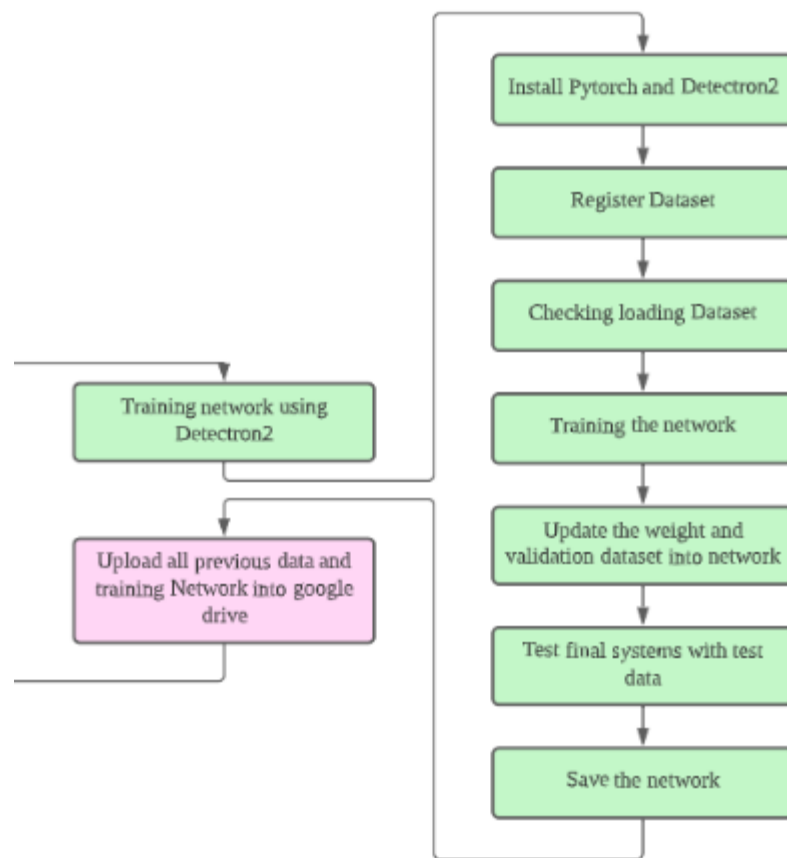 Training network using
Detectron2
Install Pytorch and Detectron2
Register Dataset
Checking loading Dataset
Training the network
Update the weight and
validation dataset into network
Test final systems with test
data
Save the network
Upload all previous data and
training Network into google
drive